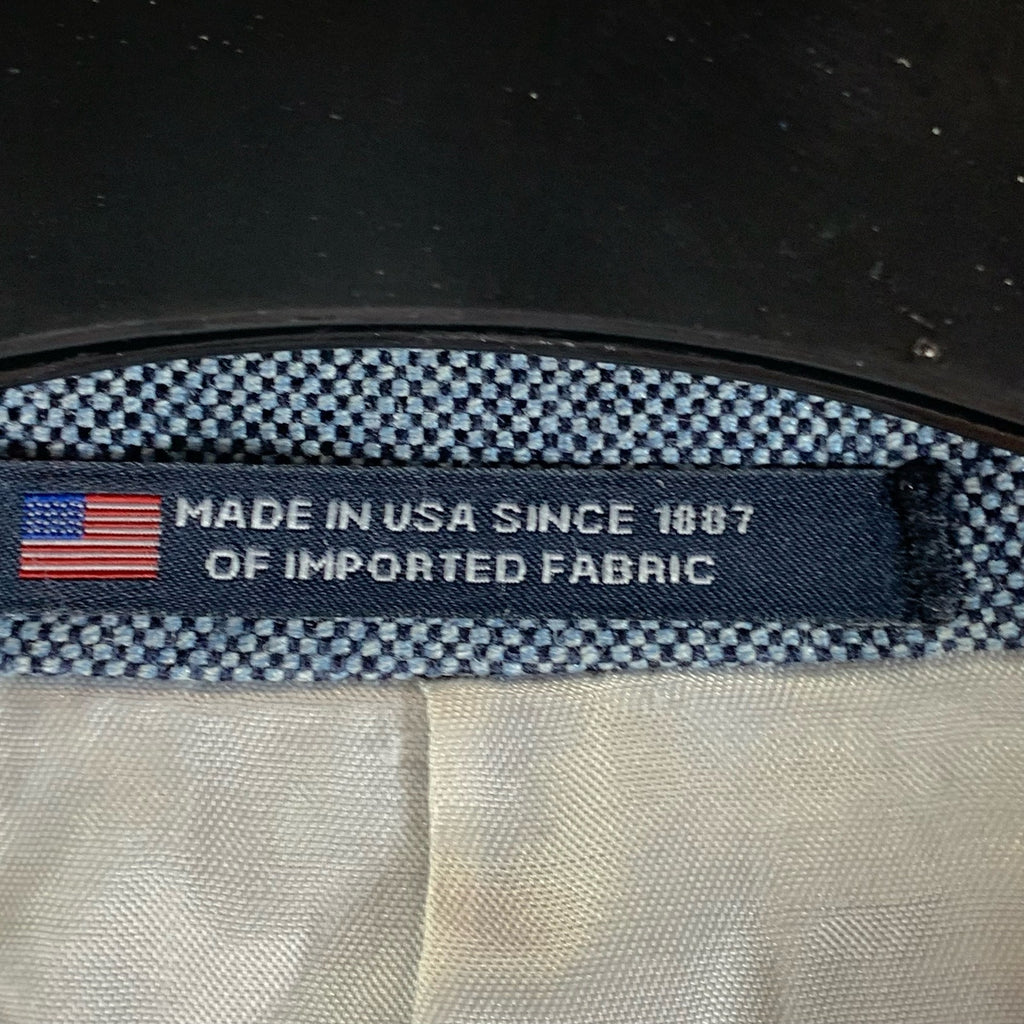 MADE IN USA SINCE 1887
OF IMPORTED FABRIC